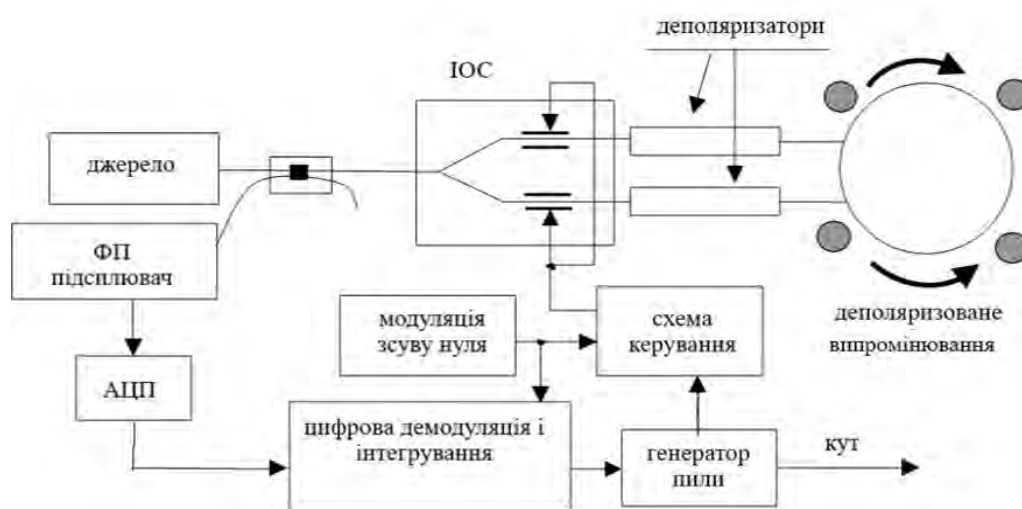 деполяризатори
ІОС
джерело
ФП
підсилювач
модуляція
зсуву нуля
схема
керування
деполяризоване
випромінювання
АЦП
цифрова демодуляція і
інтегрування
генератор
пили
кут